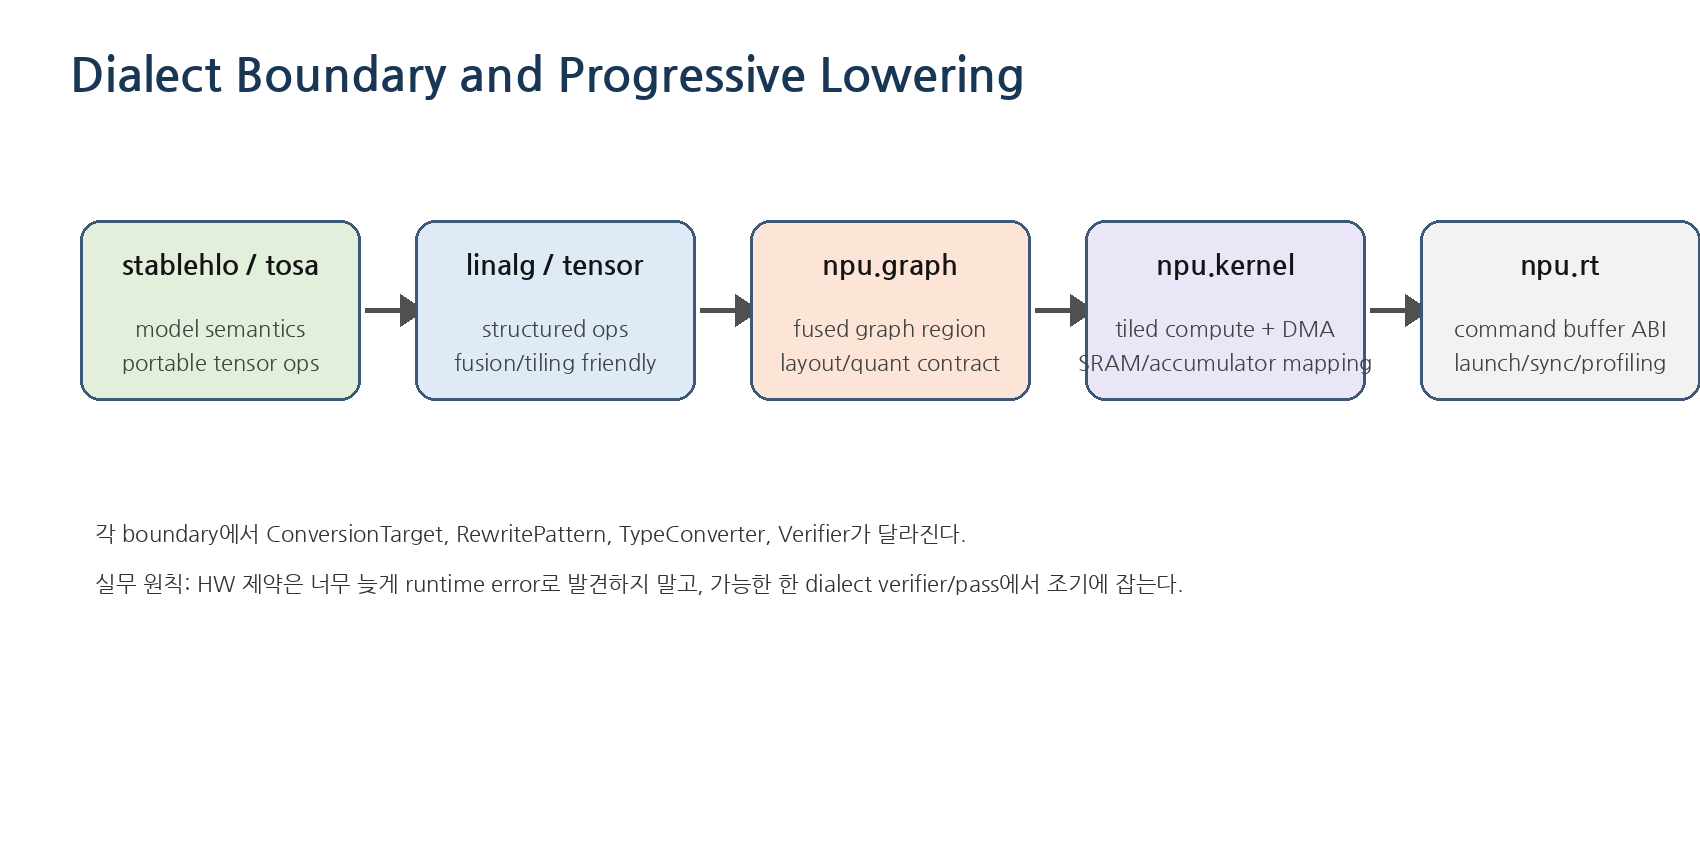 Dialect Boundary and Progressive Lowering
stablehlo / tosa
model semantics
portable tensor ops
linalg / tensor
structured ops
fusion/tiling friendly
npu.graph
fused graph region
layout/quant contract
npu.kernel
tiled compute + DMA
SRAM/accumulator mapping
npu.rt
command buffer ABI
launch/sync/profiling
각 boundary에서 ConversionTarget, RewritePattern, TypeConverter, Verifier가 달라진다.
실무 원칙: HW 제약은 너무 늦게 runtime error로 발견하지 말고, 가능한 한 dialect verifier/pass에서 조기에 잡는다.